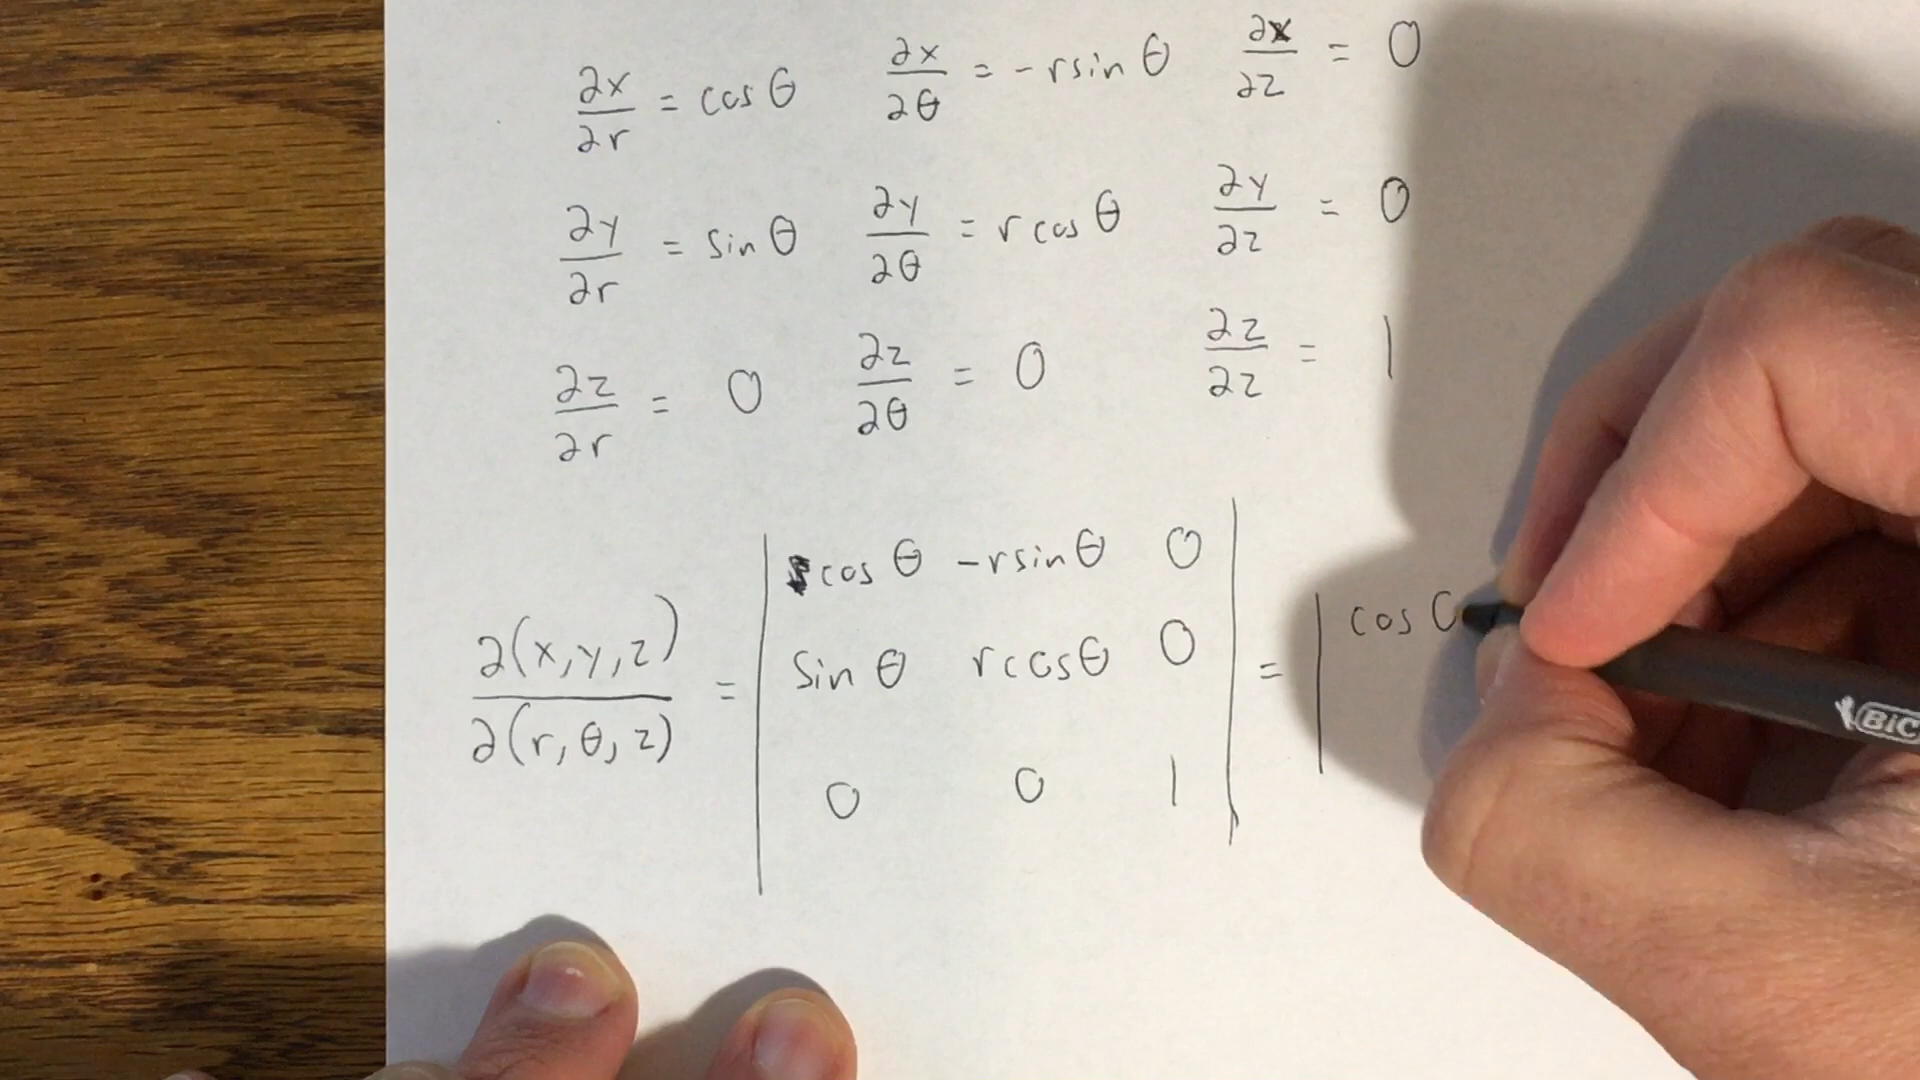 ∂x/∂r = cos θ  ∂x/∂θ = -r sin θ  ∂x/∂z = 0
∂y/∂r = sin θ  ∂y/∂θ = r cos θ  ∂y/∂z = 0
∂z/∂r = 0  ∂z/∂θ = 0  ∂z/∂z = 1
∂(x,y,z)/∂(r,θ,z) = | cos θ  -r sin θ  0 |
| sin θ  r cos θ  0 | = | cos
| 0  0  1 |
BIC